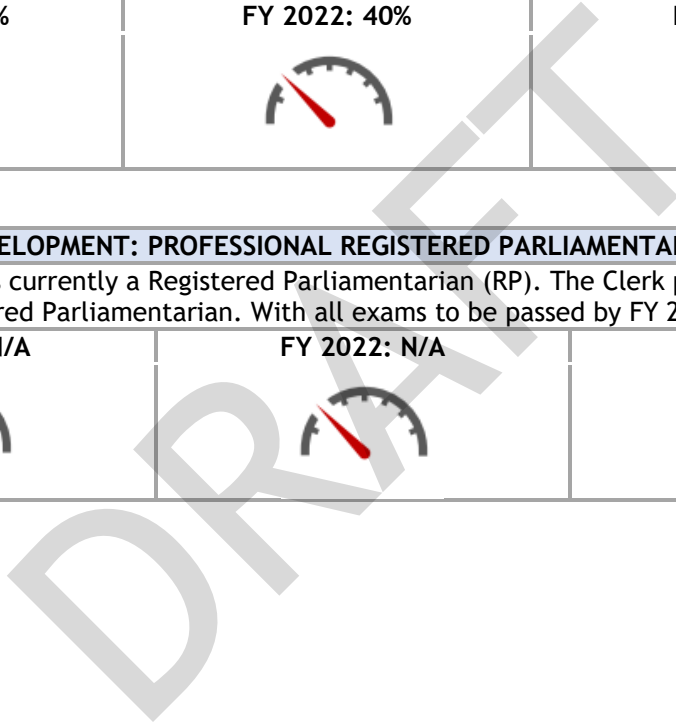 % FY 2022: 40%
ELOPMENT: PROFESSIONAL REGISTERED PARLIAMENTA
currently a Registered Parliamentarian (RP). The Clerk
red Parliamentarian. With all exams to be passed by FY 2
/A FY 2022: N/A
DRAFT